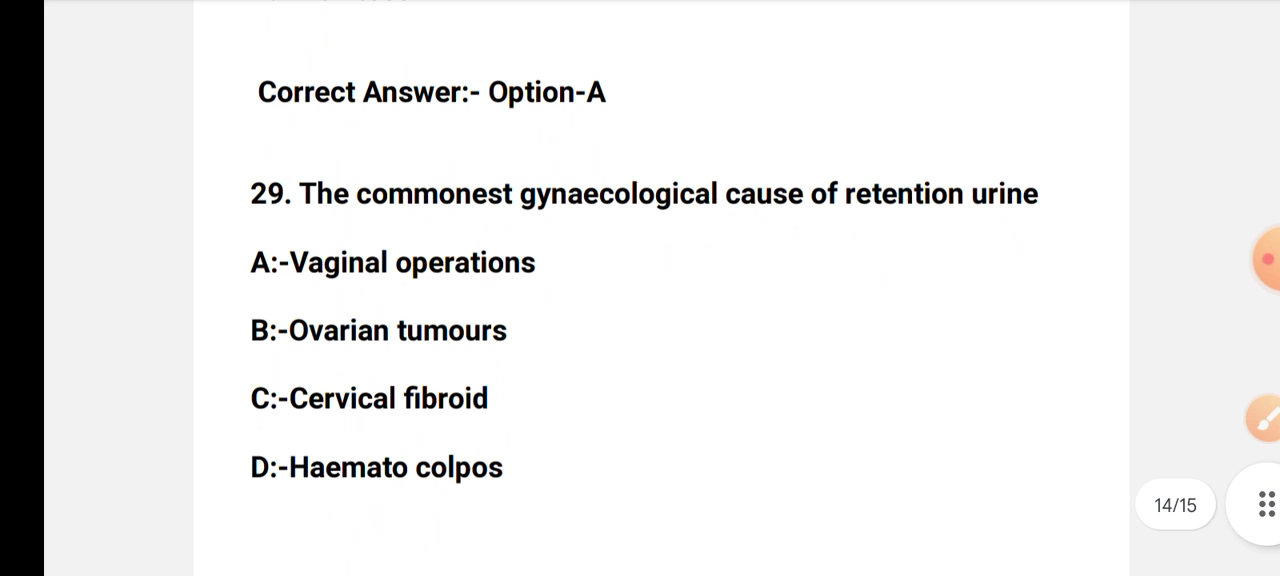 Correct Answer:- Option-A
29. The commonest gynaecological cause of retention urine
A:-Vaginal operations
B:-Ovarian tumours
C:-Cervical fibroid
D:-Haemato colpos
14/15